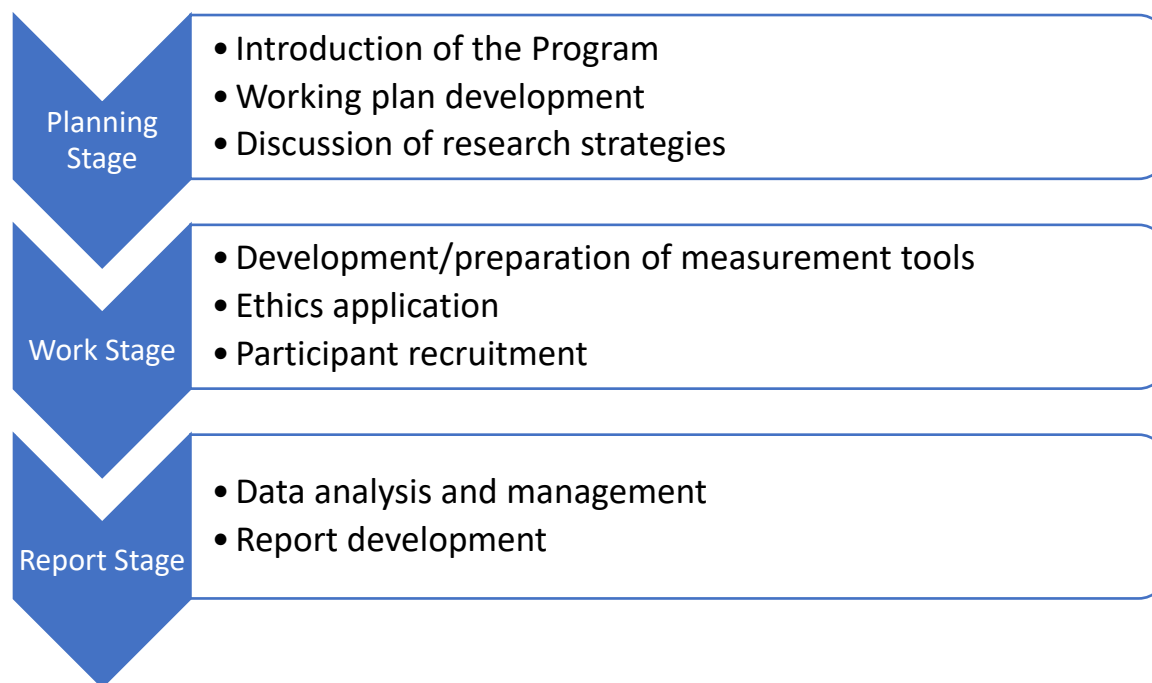 Planning
Stage
• Introduction of the Program
• Working plan development
• Discussion of research strategies
Work Stage
• Development/preparation of measurement tools
• Ethics application
• Participant recruitment
Report Stage
• Data analysis and management
• Report development